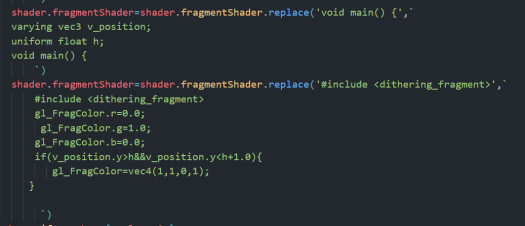 shader.fragmentShader=shader.fragmentShader.replace('void main() {',`
varying vec3 v_position;
uniform float h;
void main() {
`)
shader.fragmentShader=shader.fragmentShader.replace('#include <dithering_fragment>',`
#include <dithering_fragment>
gl_FragColor.r=0.0;
gl_FragColor.g=1.0;
gl_FragColor.b=0.0;
if(v_position.y>h&&v_position.y<h+1.0){
gl_FragColor=vec4(1,1,0,1);
}
`)